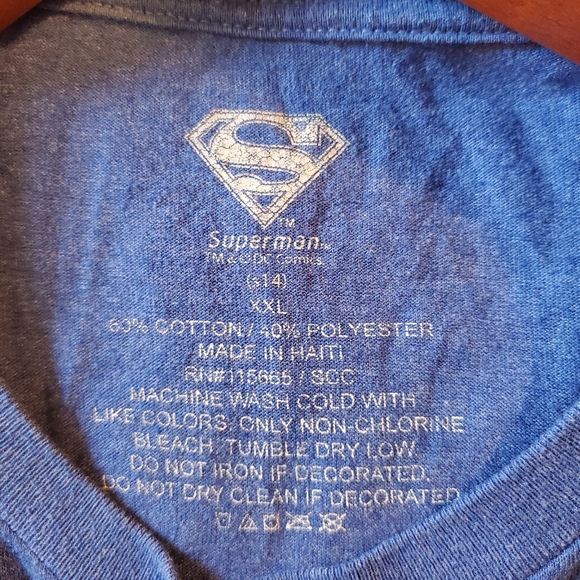 S
TM
Superman TM
TM & © DC Comics
(s14)
XXL
60% COTTON / 40% POLYESTER
MADE IN HAITI
RN#115665 / SCC
MACHINE WASH COLD WITH
LIKE COLORS. ONLY NON-CHLORINE
BLEACH. TUMBLE DRY LOW.
DO NOT IRON IF DECORATED.
DO NOT DRY CLEAN IF DECORATED